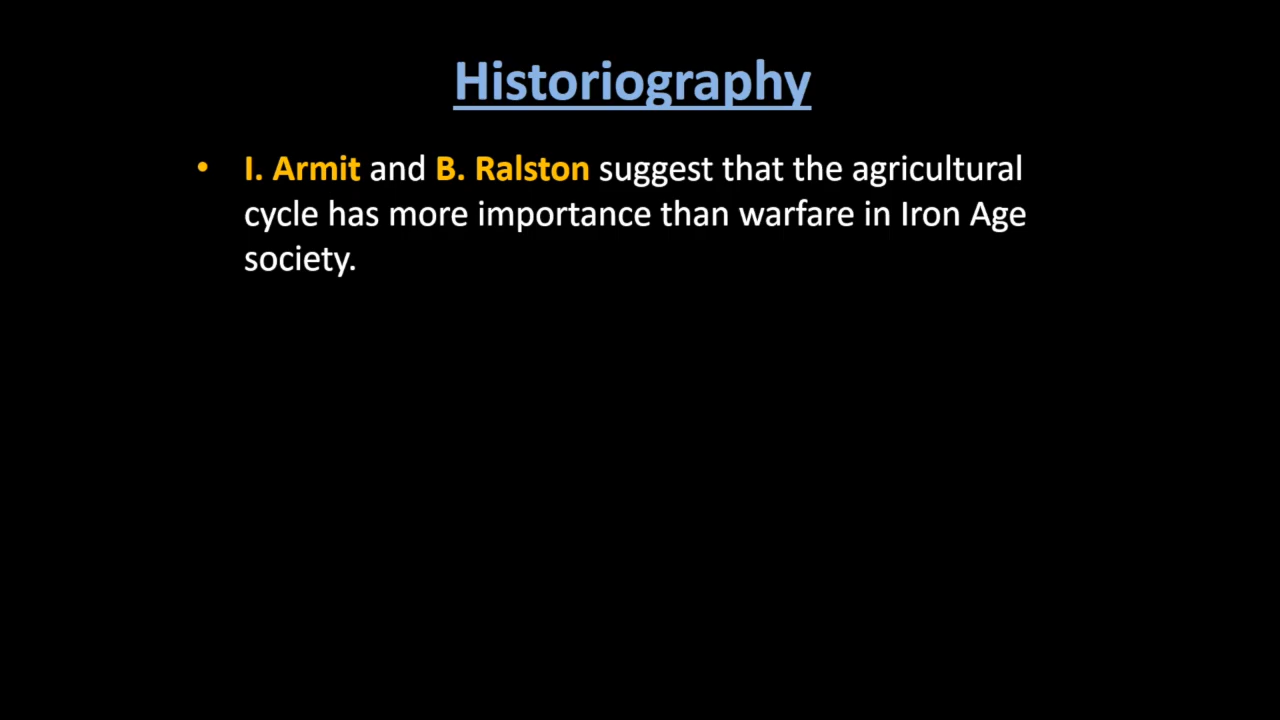 Historiography
• I. Armit and B. Ralston suggest that the agricultural
cycle has more importance than warfare in Iron Age
society.